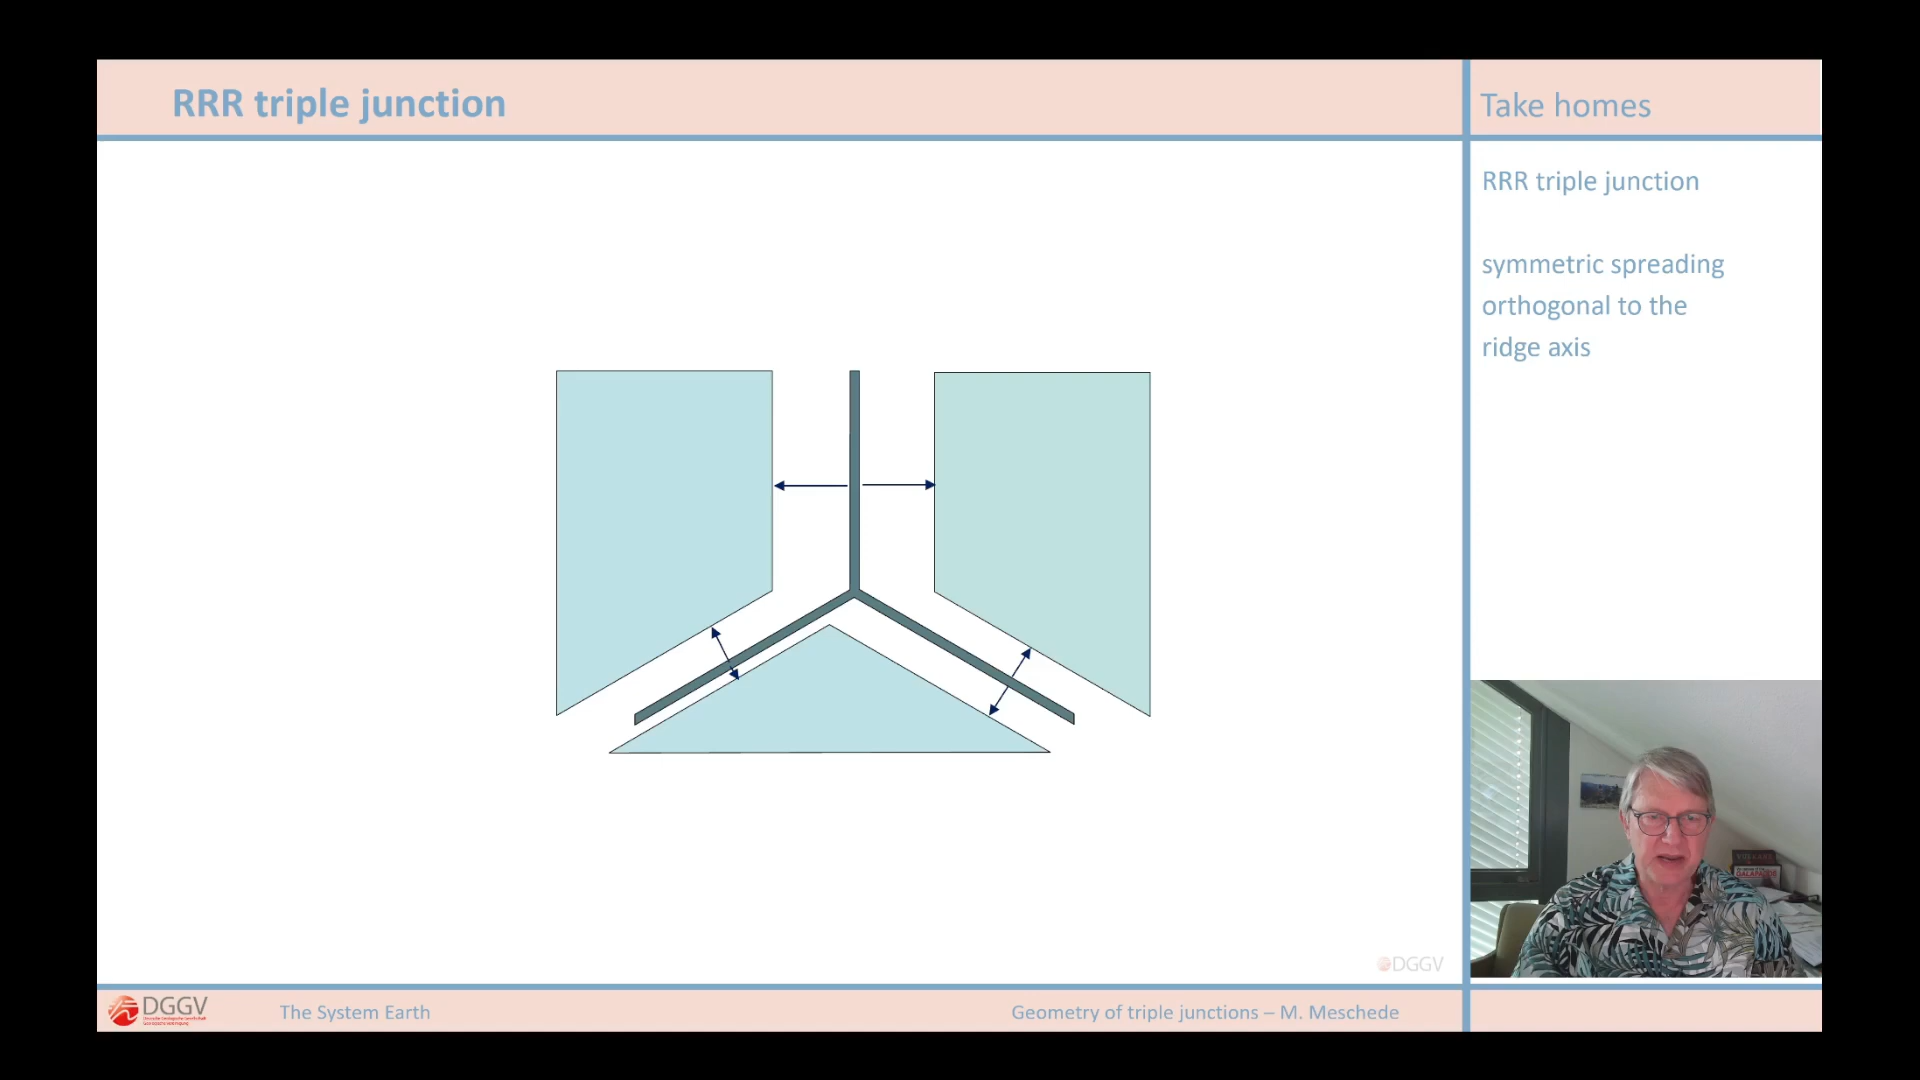 RRR triple junction
Take homes
RRR triple junction
symmetric spreading
orthogonal to the
ridge axis
GALAPAGOS
DGGV
DGGV
The System Earth
Geometry of triple junctions – M. Meschede